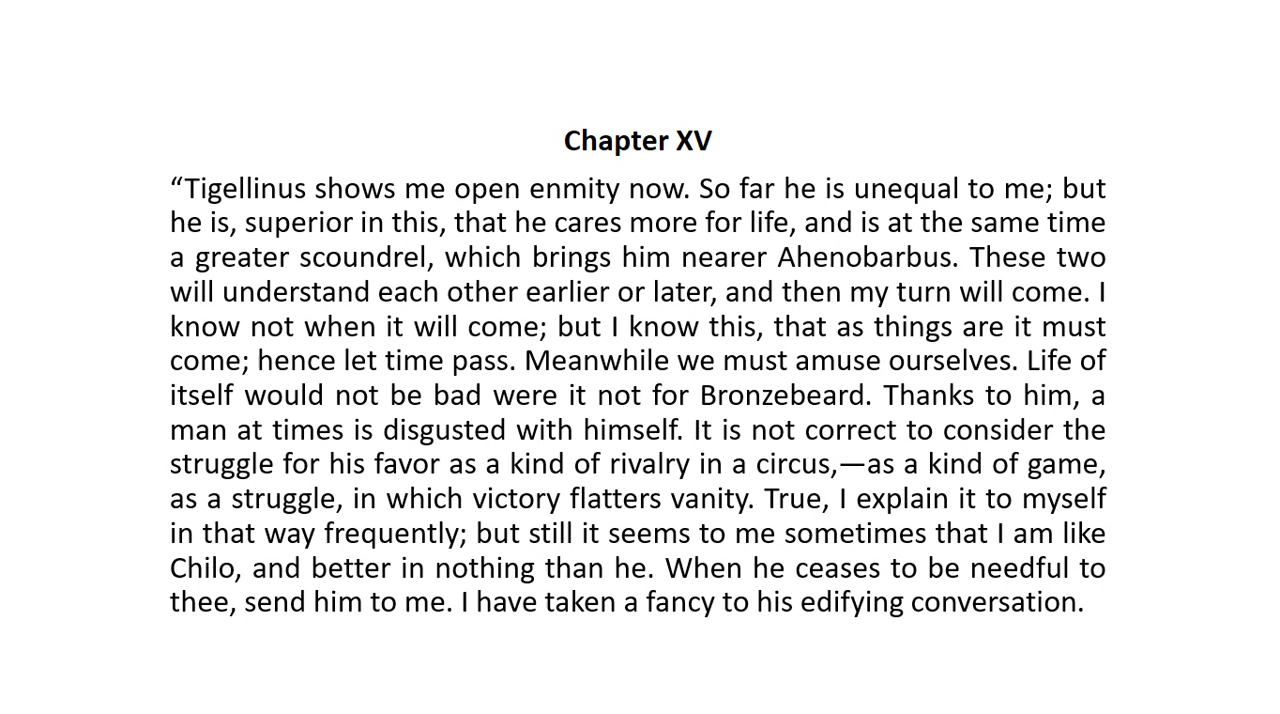 Chapter XV
“Tigellinus shows me open enmity now. So far he is unequal to me; but
he is, superior in this, that he cares more for life, and is at the same time
a greater scoundrel, which brings him nearer Ahenobarbus. These two
will understand each other earlier or later, and then my turn will come. I
know not when it will come; but I know this, that as things are it must
come; hence let time pass. Meanwhile we must amuse ourselves. Life of
itself would not be bad were it not for Bronzebeard. Thanks to him, a
man at times is disgusted with himself. It is not correct to consider the
struggle for his favor as a kind of rivalry in a circus,—as a kind of game,
as a struggle, in which victory flatters vanity. True, I explain it to myself
in that way frequently; but still it seems to me sometimes that I am like
Chilo, and better in nothing than he. When he ceases to be needful to
thee, send him to me. I have taken a fancy to his edifying conversation.